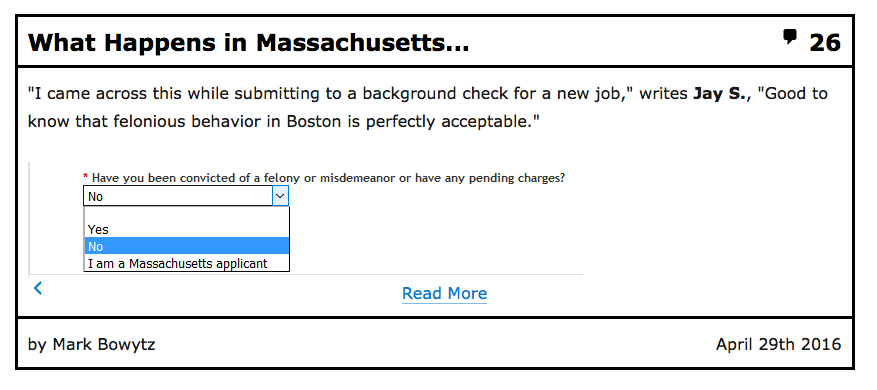 What Happens in Massachusetts...
26
"I came across this while submitting to a background check for a new job," writes Jay S., "Good to
know that felonious behavior in Boston is perfectly acceptable."
* Have you been convicted of a felony or misdemeanor or have any pending charges?
No
Yes
No
I am a Massachusetts applicant
Read More
by Mark Bowytz
April 29th 2016